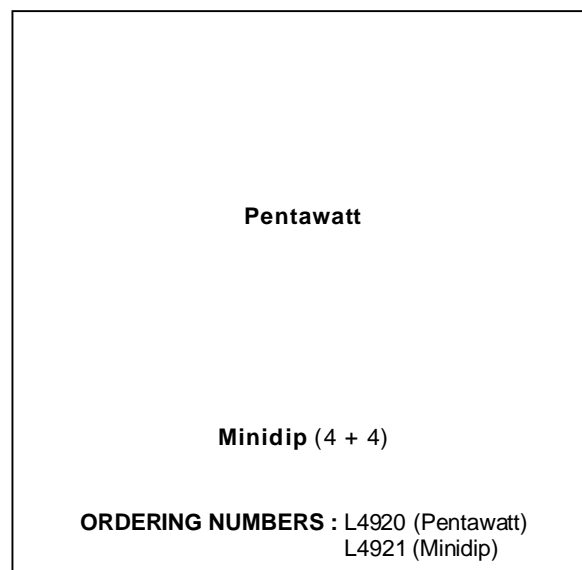 Pentawatt
Minidip (4 + 4)
ORDERING NUMBERS : L4920 (Pentawatt)
L4921 (Minidip)